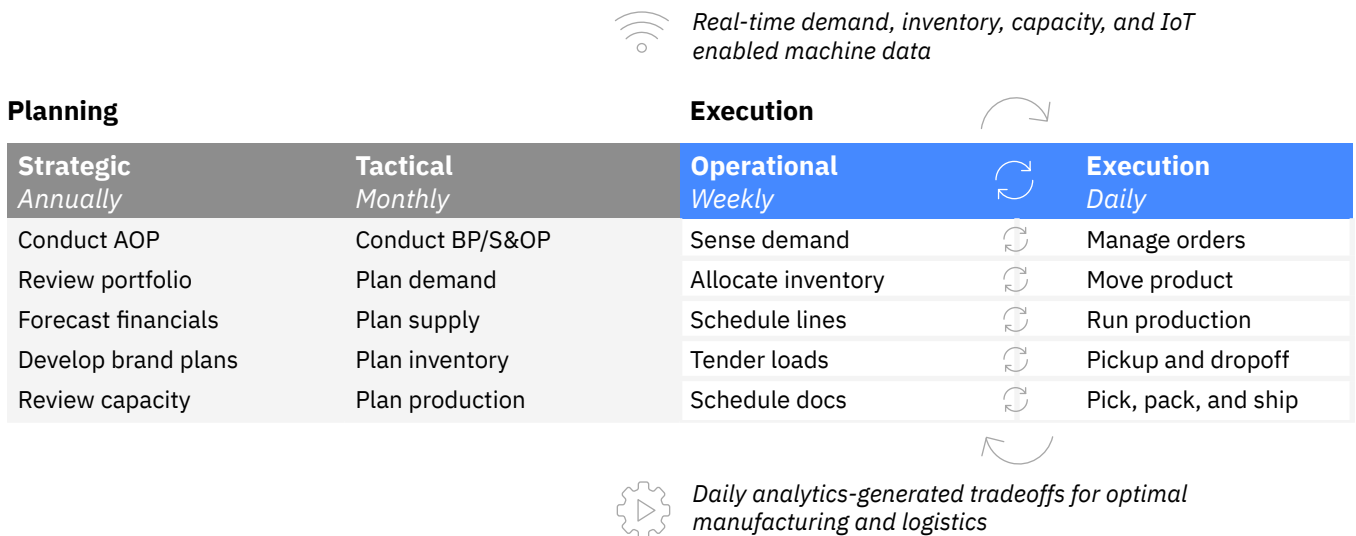 Real-time demand, inventory, capacity, and IoT
enabled machine data
Planning
Execution
Strategic
Annually
Tactical
Monthly
Operational
Weekly
Execution
Daily
Conduct AOP
Conduct BP/S&OP
Sense demand
Manage orders
Review portfolio
Plan demand
Allocate inventory
Move product
Forecast financials
Plan supply
Schedule lines
Run production
Develop brand plans
Plan inventory
Tender loads
Pickup and dropoff
Review capacity
Plan production
Schedule docs
Pick, pack, and ship
Daily analytics-generated tradeoffs for optimal
manufacturing and logistics